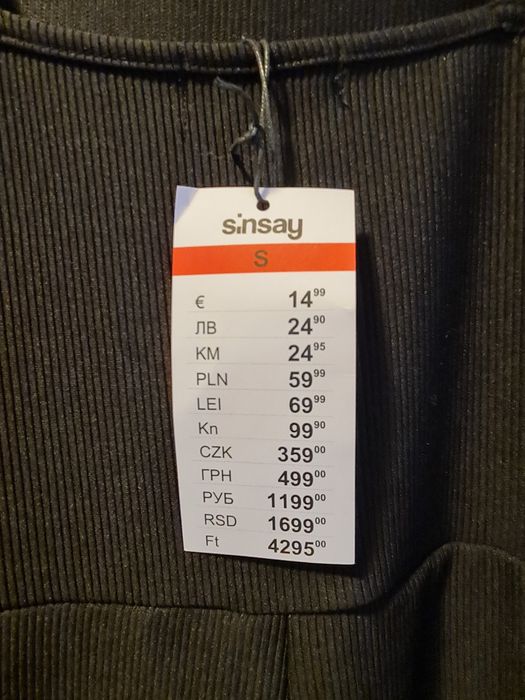 sinsay
S
€ 14⁹⁹
ЛВ 24⁹⁰
KM 24⁹⁵
PLN 59⁹⁹
LEI 69⁹⁹
Kn 99⁹⁰
CZK 359⁰⁰
ГРН 499⁰⁰
РУБ 1199⁰⁰
RSD 1699⁰⁰
Ft 4295⁰⁰